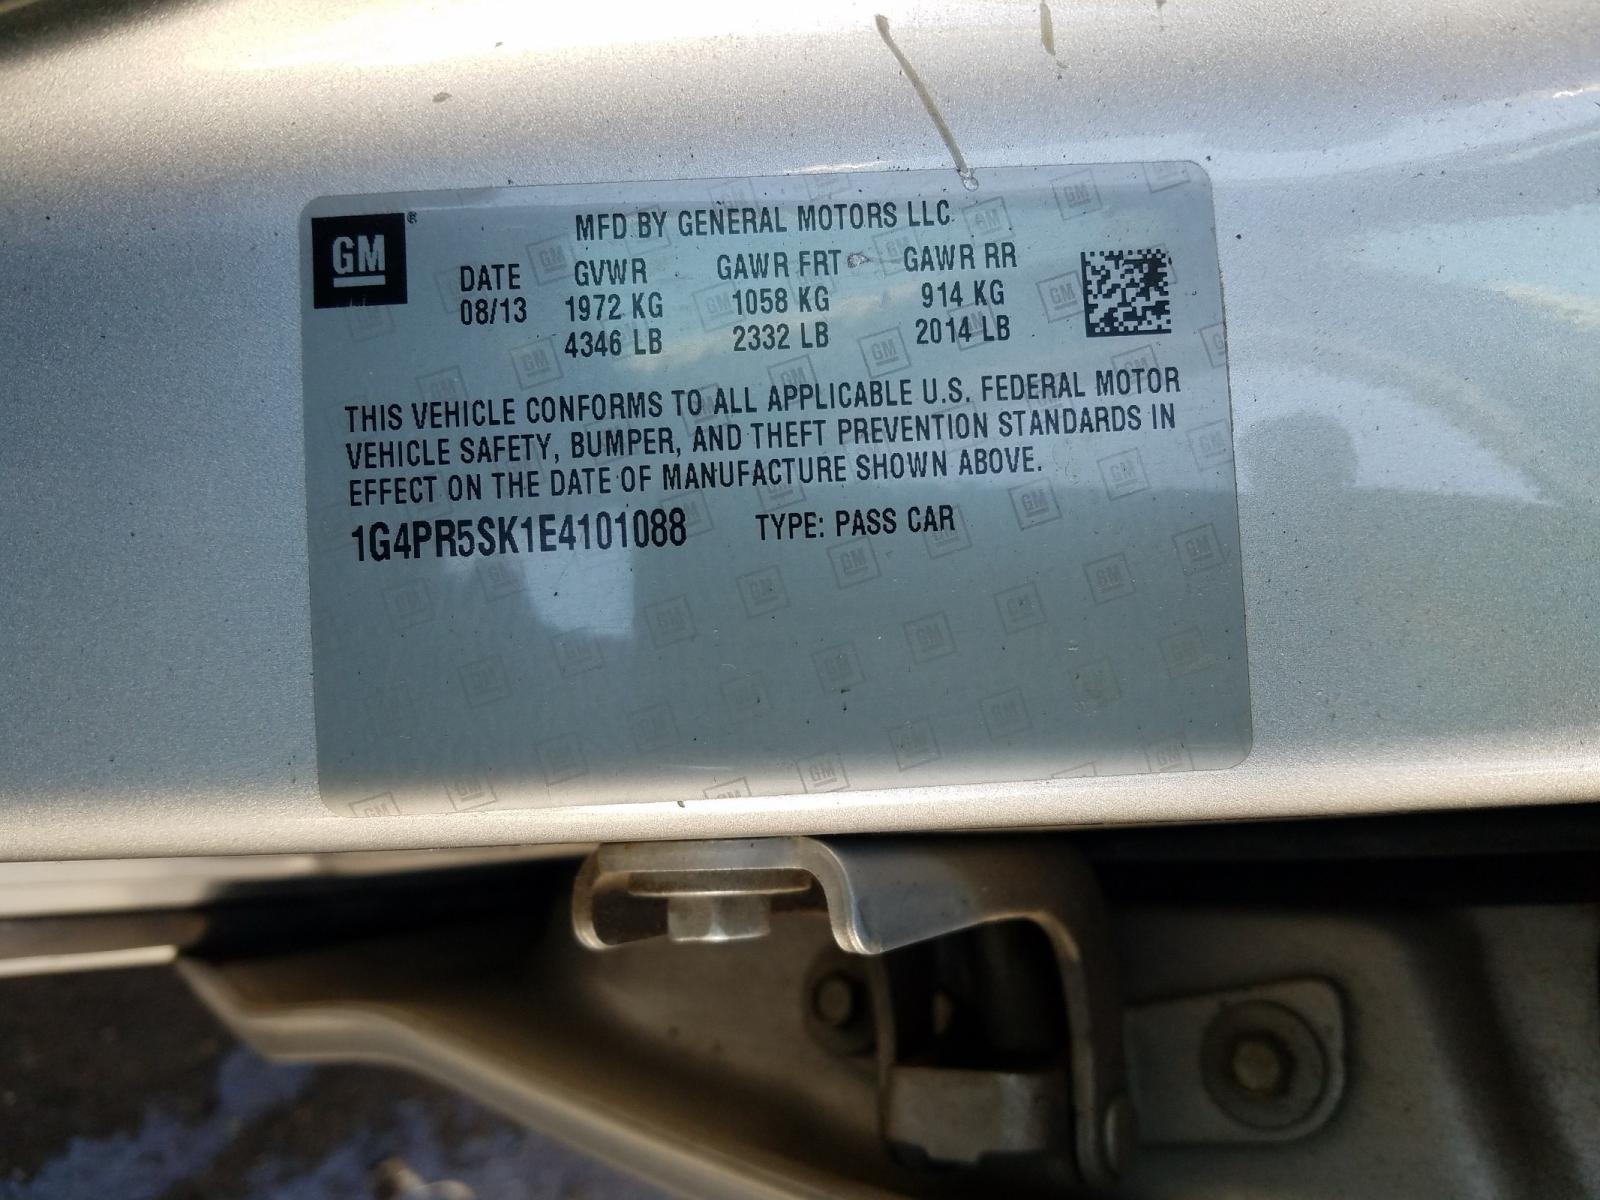 GM®
MFD BY GENERAL MOTORS LLC
DATE GVWR GAWR FRT GAWR RR
08/13 1972 KG 1058 KG 914 KG
4346 LB 2332 LB 2014 LB
THIS VEHICLE CONFORMS TO ALL APPLICABLE U.S. FEDERAL MOTOR
VEHICLE SAFETY, BUMPER, AND THEFT PREVENTION STANDARDS IN
EFFECT ON THE DATE OF MANUFACTURE SHOWN ABOVE.
1G4PR5SK1E4101088 TYPE: PASS CAR